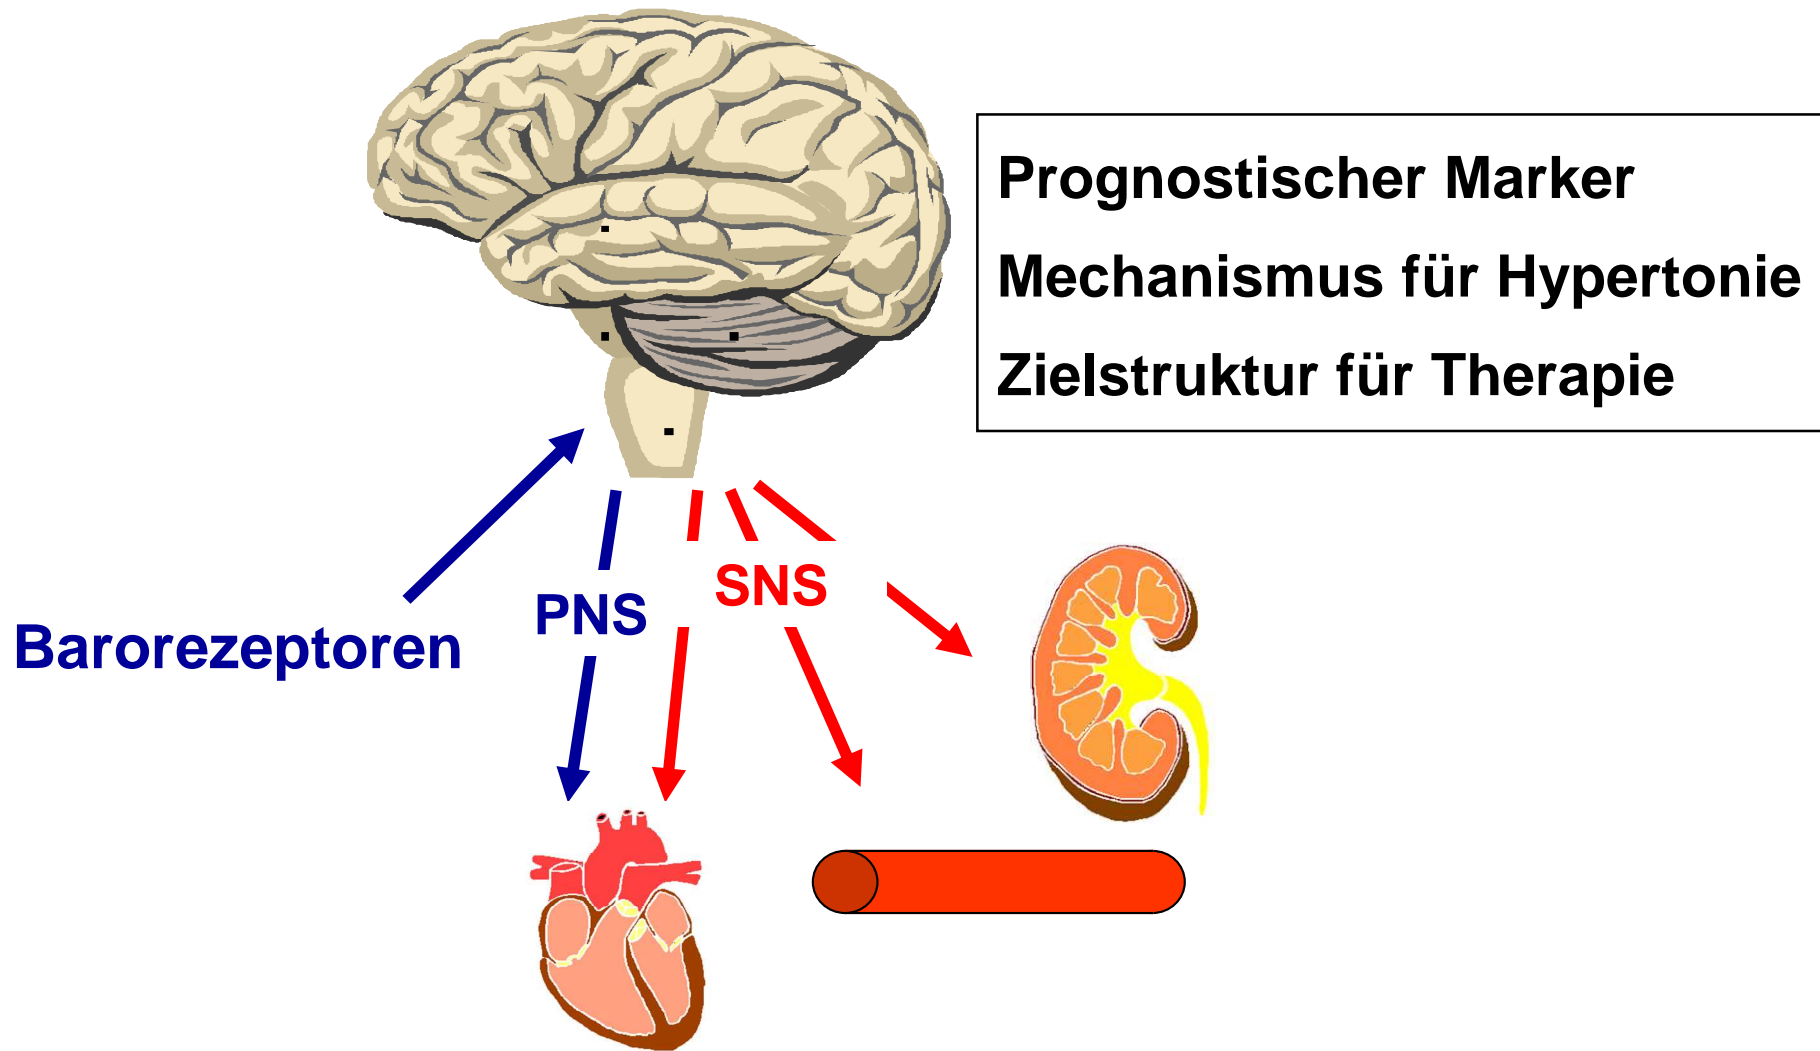 Prognostischer Marker
Mechanismus für Hypertonie
Zielstruktur für Therapie
SNS
PNS
Barorezeptoren